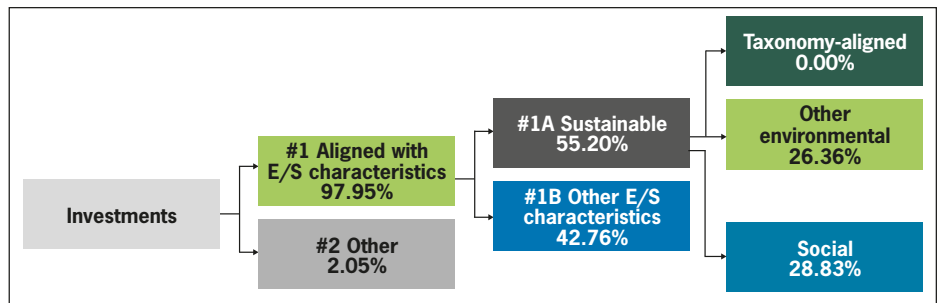 Investments
#1 Aligned with
E/S characteristics
97.95%
#2 Other
2.05%
#1A Sustainable
55.20%
#1B Other E/S
characteristics
42.76%
Taxonomy-aligned
0.00%
Other
environmental
26.36%
Social
28.83%